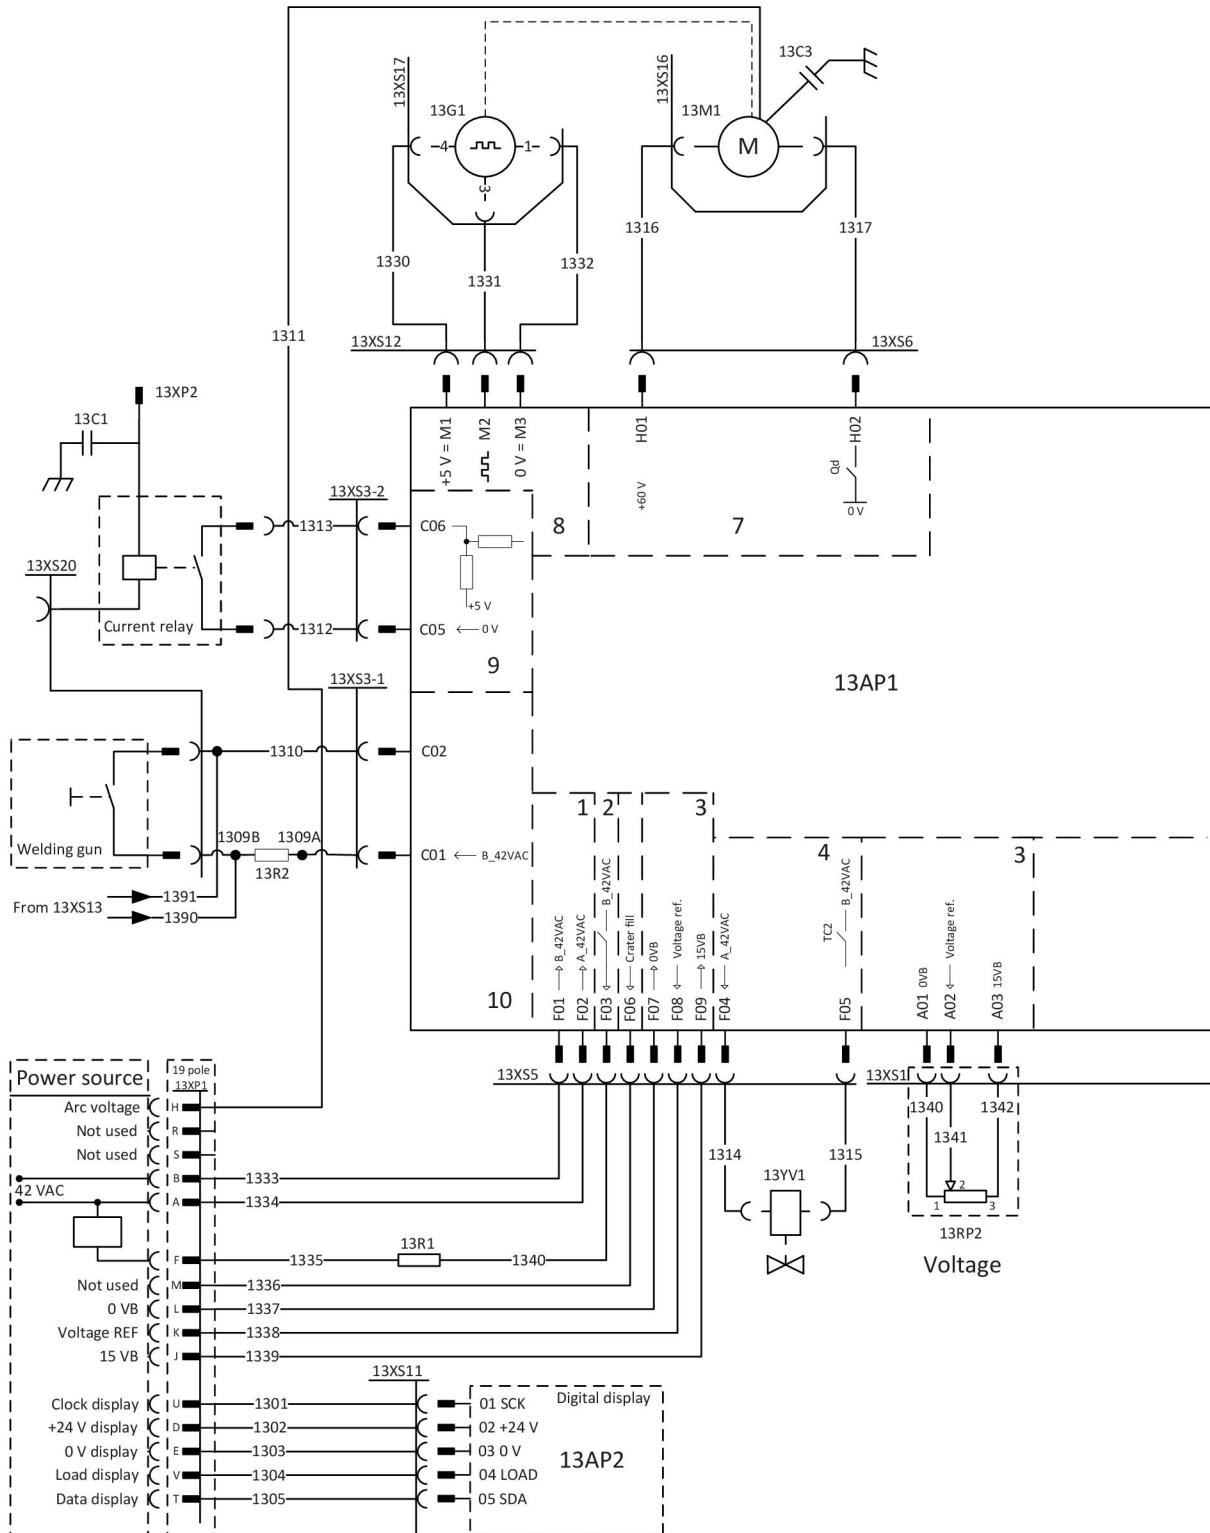 13C3
13XS17
13XS16
13G1
13M1
4
1
3
M
1316
1317
1330
1331
1332
1311
13XS12
13XS6
13XP2
13C1
+5 V = M1
M2
0 V = M3
H01
+60 V
H02
Qd
0 V
8
7
13XS3-2
1313
C06
+5 V
13XS20
Current relay
1312
C05
0 V
9
13XS3-1
13AP1
1310
C02
Welding gun
1309B
1309A
13R2
C01
B_42VAC
1
2
3
4
3
From 13XS13
1391
1390
10
F01
B_42VAC
F02
A_42VAC
F03
B_42VAC
F06
Crater fill
F07
0VB
F08
Voltage ref.
F09
15VB
F04
A_42VAC
F05
TC2
B_42VAC
A01 0VB
A02
Voltage ref.
A03 15VB
13XS5
13XS1
Power source
19 pole
13XP1
Arc voltage
H
Not used
R
Not used
S
B
1333
42 VAC
A
1334
F
1335
13R1
1340
Not used
M
1336
0 VB
L
1337
Voltage REF
K
1338
15 VB
J
1339
1314
13YV1
1315
1340
1341
1342
1
2
3
13RP2
Voltage
13XS11
Digital display
Clock display
U
1301
01 SCK
+24 V display
D
1302
02 +24 V
0 V display
E
1303
03 0 V
13AP2
Load display
V
1304
04 LOAD
Data display
T
1305
05 SDA